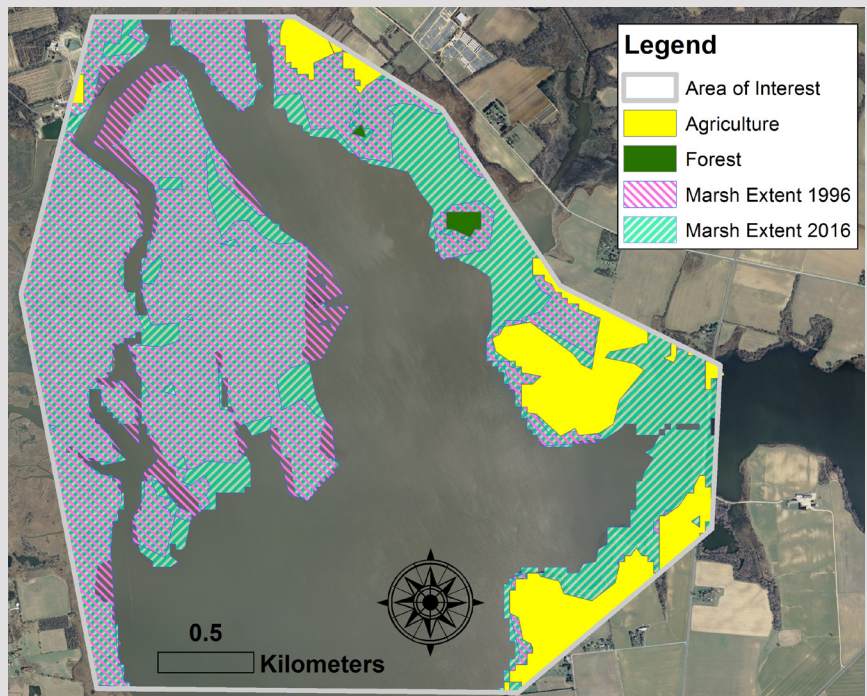 Legend
Area of Interest
Agriculture
Forest
Marsh Extent 1996
Marsh Extent 2016
0.5
Kilometers